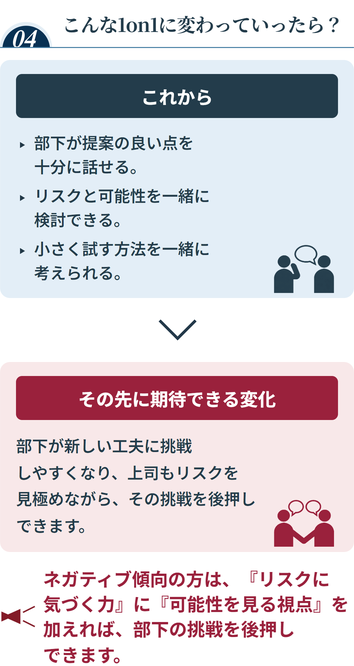 04 こんな1on1に変わっていったら？
これから
▸ 部下が提案の良い点を
十分に話せる。
▸ リスクと可能性を一緒に
検討できる。
▸ 小さく試す方法を一緒に
考えられる。
その先に期待できる変化
部下が新しい工夫に挑戦
しやすくなり、上司もリスクを
見極めながら、その挑戦を後押し
できます。
ネガティブ傾向の方は、『リスクに
気づく力』に『可能性を見る視点』を
加えれば、部下の挑戦を後押し
できます。